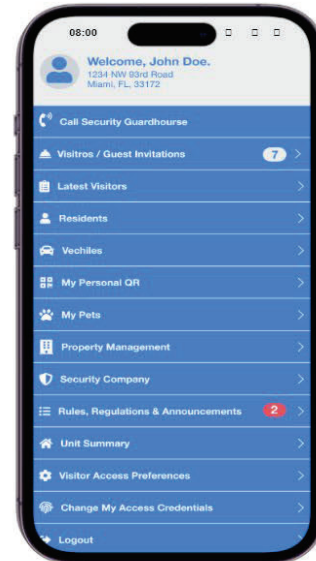 08:00
Welcome, John Doe.
1234 NW 93rd Road
Miami, FL, 33172
Call Security Guardhourse
Visitros / Guest Invitations 7
Latest Visitors
Residents
Vechiles
My Personal QR
My Pets
Property Management
Security Company
Rules, Regulations & Announcements 2
Unit Summary
Visitor Access Preferences
Change My Access Credentials
Logout